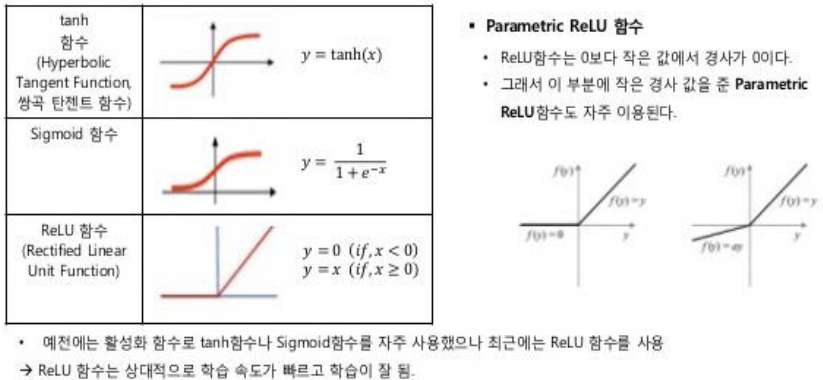 tanh
함수
(Hyperbolic
Tangent Function,
쌍곡 탄젠트 함수)
y = tanh(x)
Sigmoid 함수
y = 1 / (1 + e^{-x})
ReLU 함수
(Rectified Linear
Unit Function)
y = 0 (if, x < 0)
y = x (if, x ≥ 0)
▪ Parametric ReLU 함수
• ReLU함수는 0보다 작은 값에서 경사가 0이다.
• 그래서 이 부분에 작은 경사 값을 준 Parametric
ReLU함수도 자주 이용된다.
f(y)
f(y)=y
f(y)=0
y
f(y)
f(y)=y
f(y)=ay
y
• 예전에는 활성화 함수로 tanh함수나 Sigmoid함수를 자주 사용했으나 최근에는 ReLU 함수를 사용
→ ReLU 함수는 상대적으로 학습 속도가 빠르고 학습이 잘 됨.